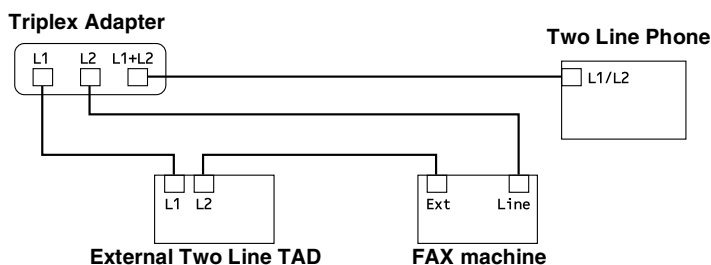 Triplex Adapter
Two Line Phone
L1 L2 L1+L2
L1/L2
L1 L2
Ext Line
External Two Line TAD
FAX machine